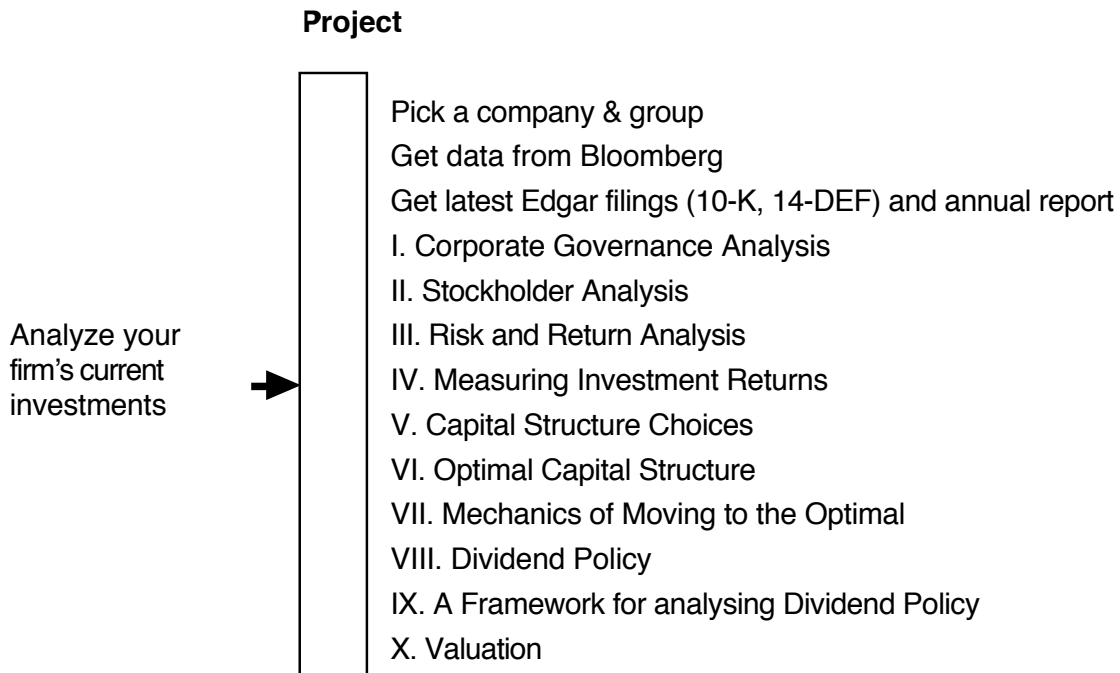 Project
Pick a company & group
Get data from Bloomberg
Get latest Edgar filings (10-K, 14-DEF) and annual report
I. Corporate Governance Analysis
II. Stockholder Analysis
III. Risk and Return Analysis
Analyze your
firm's current
investments
IV. Measuring Investment Returns
V. Capital Structure Choices
VI. Optimal Capital Structure
VII. Mechanics of Moving to the Optimal
VIII. Dividend Policy
IX. A Framework for analysing Dividend Policy
X. Valuation